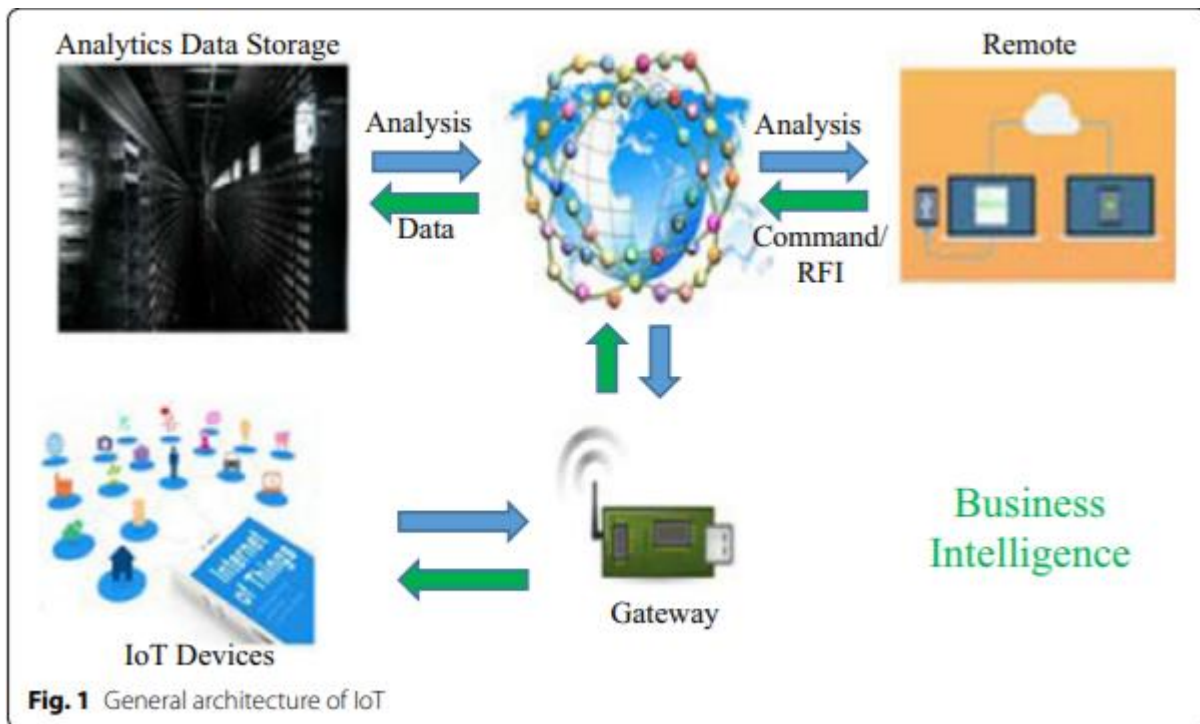 Analytics Data Storage
Remote
Analysis
Data
Analysis
Command/
RFI
Internet
of Things
IoT Devices
Gateway
Business
Intelligence
Fig. 1 General architecture of IoT